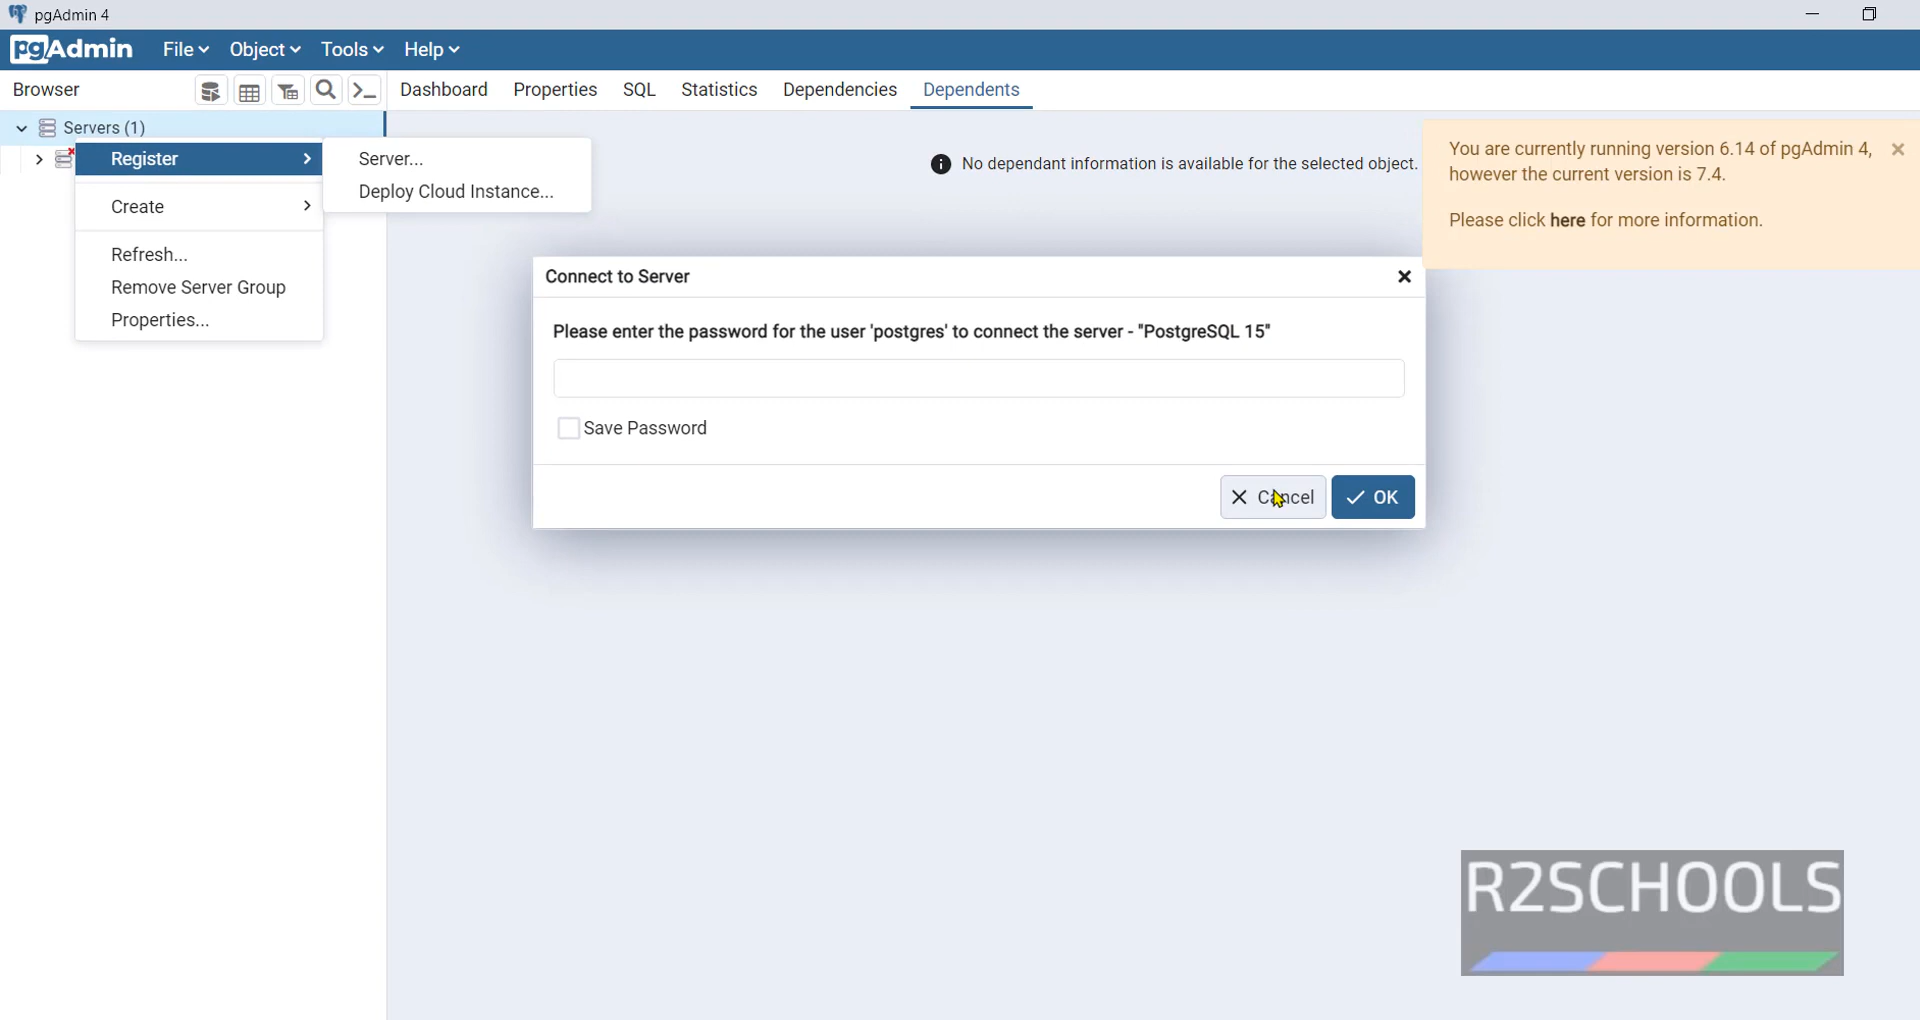 pgAdmin 4
pgAdmin File Object Tools Help
Browser Dashboard Properties SQL Statistics Dependencies Dependents
Servers (1)
Register
Server...
Deploy Cloud Instance...
Create
Refresh...
Remove Server Group
Properties...
No dependant information is available for the selected object.
You are currently running version 6.14 of pgAdmin 4,
however the current version is 7.4.
Please click here for more information.
Connect to Server
Please enter the password for the user 'postgres' to connect the server - "PostgreSQL 15"
Save Password
Cancel OK
R2SCHOOLS